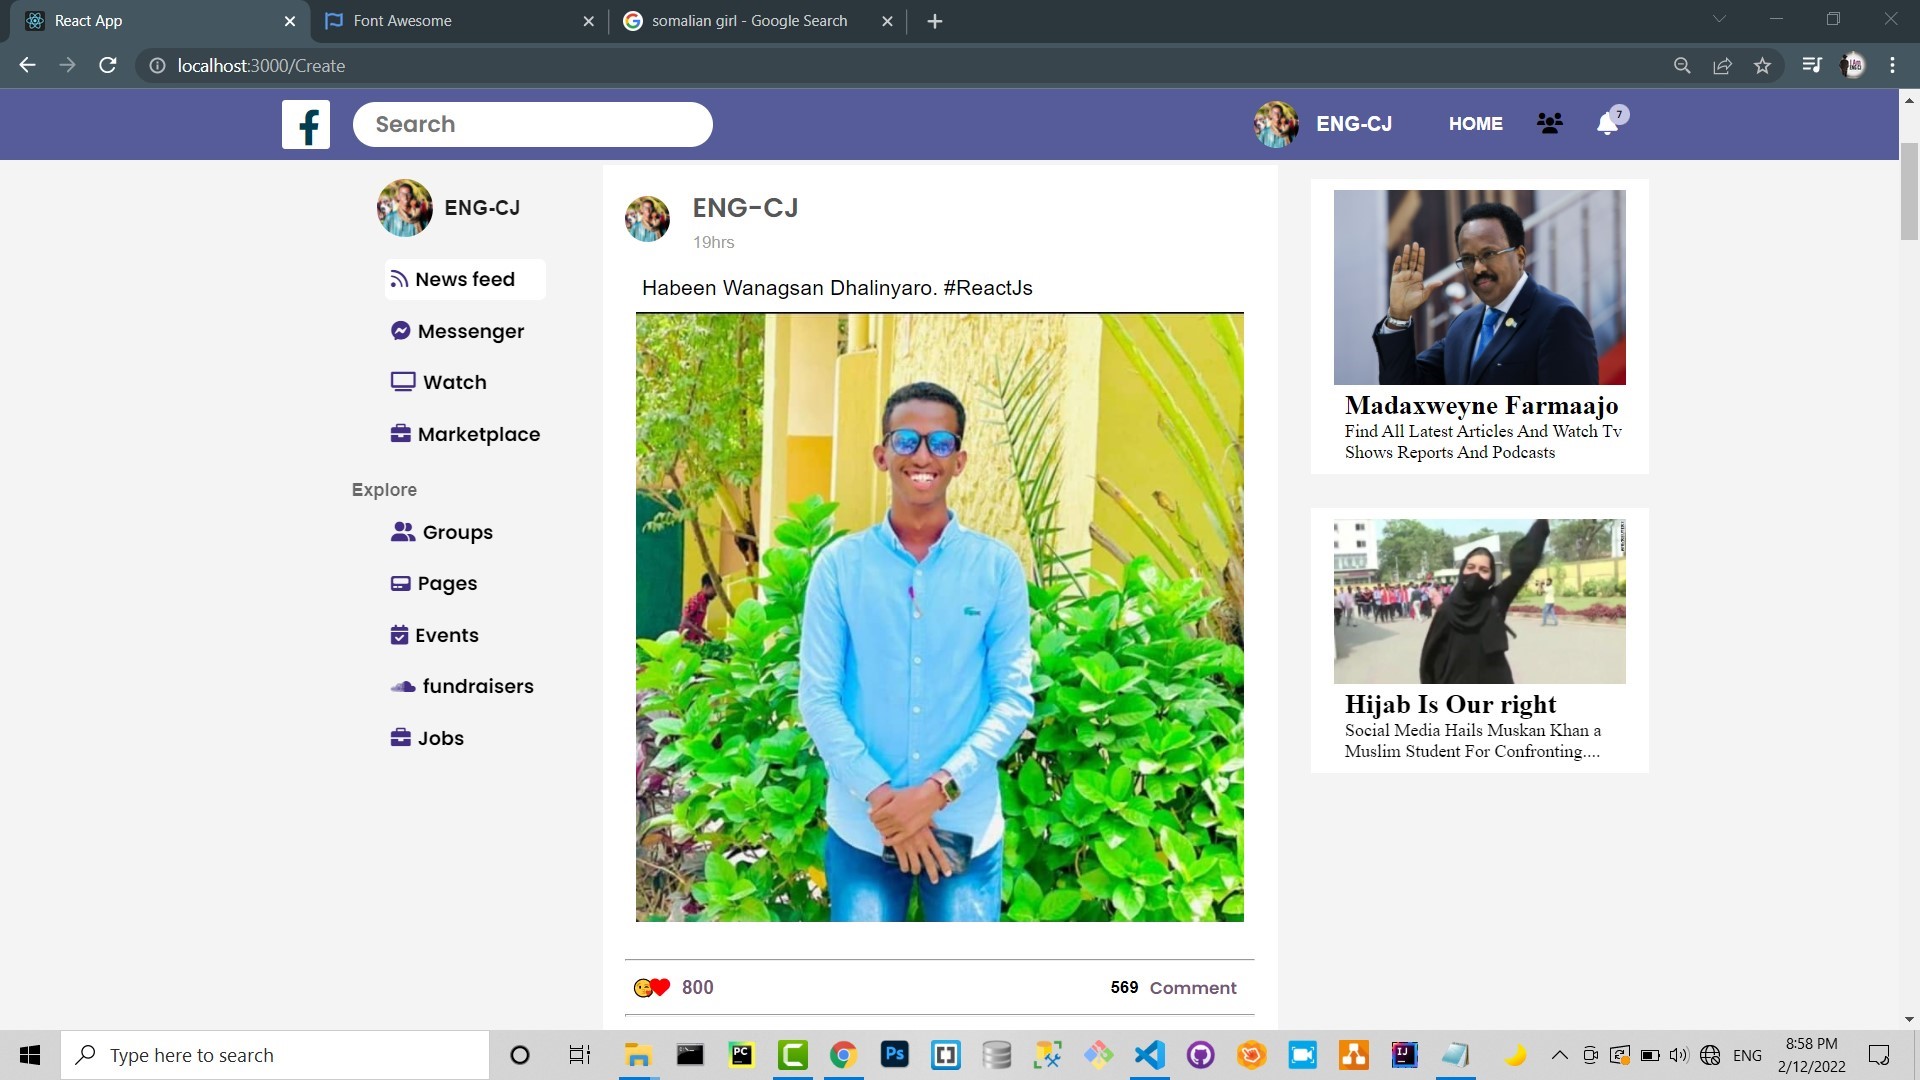 React App
Font Awesome
somalian girl - Google Search
localhost:3000/Create
Search
ENG-CJ
HOME
7
ENG-CJ
News feed
Messenger
Watch
Marketplace
Explore
Groups
Pages
Events
fundraisers
Jobs
ENG-CJ
19hrs
Habeen Wanagsan Dhalinyaro. #ReactJs
800
569 Comment
Madaxweyne Farmaajo
Find All Latest Articles And Watch Tv
Shows Reports And Podcasts
Hijab Is Our right
Social Media Hails Muskan Khan a
Muslim Student For Confronting....
Type here to search
PC
Ps
IJ
ENG
8:58 PM
2/12/2022